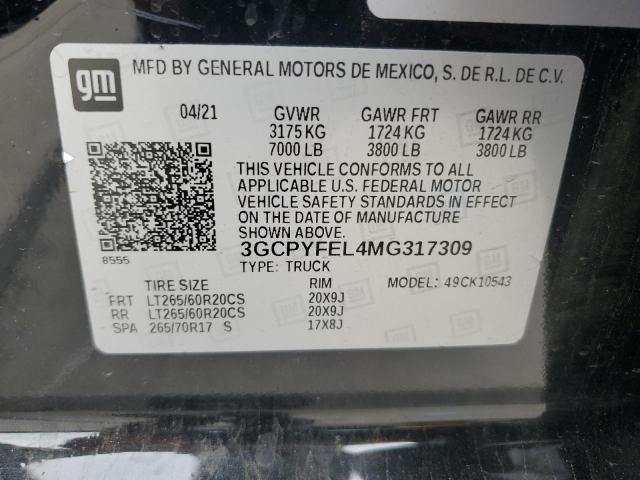 gm MFD BY GENERAL MOTORS DE MEXICO, S. DE R.L. DE C.V.
04/21 GVWR GAWR FRT GAWR RR
3175 KG 1724 KG 1724 KG
7000 LB 3800 LB 3800 LB
THIS VEHICLE CONFORMS TO ALL
APPLICABLE U.S. FEDERAL MOTOR
VEHICLE SAFETY STANDARDS IN EFFECT
ON THE DATE OF MANUFACTURE
SHOWN ABOVE.
8555 3GCPYFEL4MG317309
TYPE: TRUCK
TIRE SIZE RIM MODEL: 49CK10543
FRT LT265/60R20CS 20X9J
RR LT265/60R20CS 20X9J
SPA 265/70R17 S 17X8J